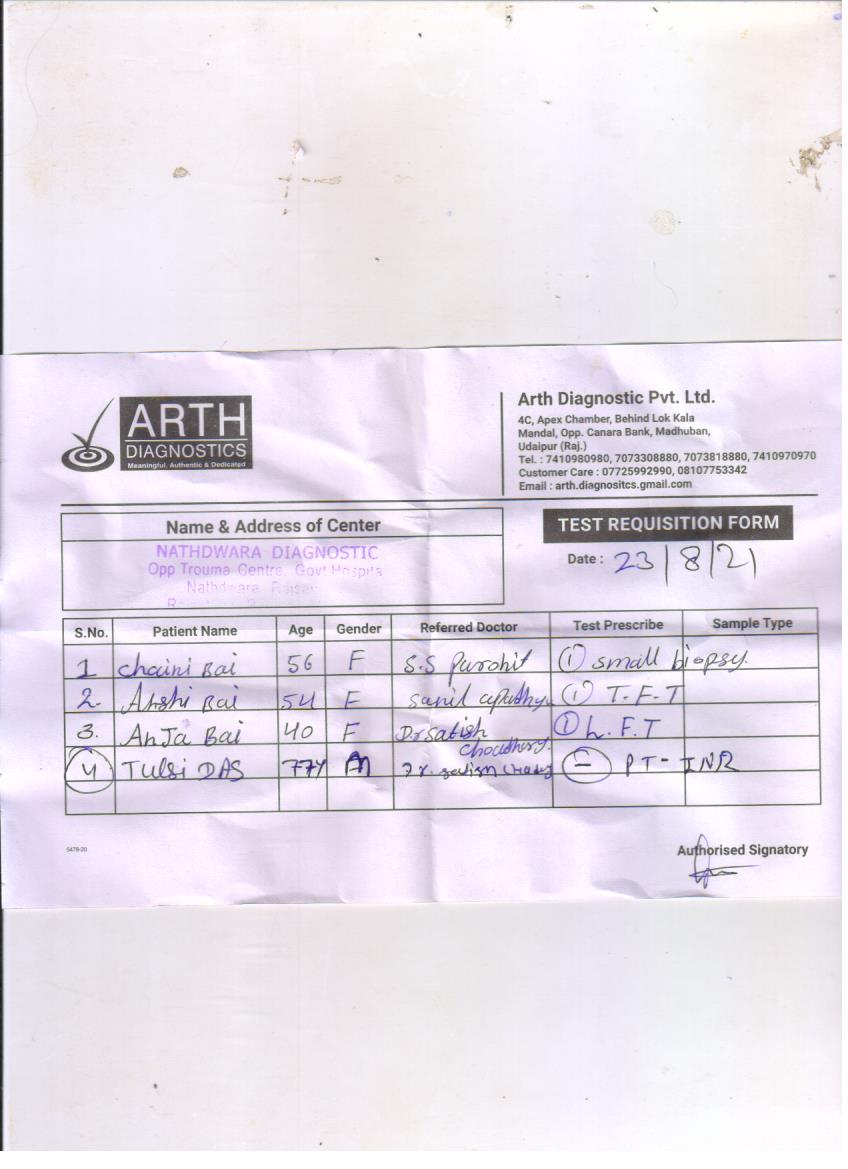 ARTH
DIAGNOSTICS
Meaningful, Authentic & Dedicated
Arth Diagnostic Pvt. Ltd.
4C, Apex Chamber, Behind Lok Kala
Mandal, Opp. Canara Bank, Madhuban,
Udaipur (Raj.)
Tel. : 7410980980, 7073308880, 7073818880, 7410970970
Customer Care : 07725992990, 08107753342
Email : arth.diagnositcs.gmail.com
Name & Address of Center
NATHDWARA DIAGNOSTIC
Opp Trouma Centre, Govt Hospita
Nathdwara
TEST REQUISITION FORM
Date : 23/8/21
S.No. Patient Name Age Gender Referred Doctor Test Prescribe Sample Type
1 Chaini Bai 56 F S.S Purohit (1) small biopsy.
2. Bai 54 F Sunil (1) T.F.T
3. AnJa Bai 40 F Dr Satish Choudhery. (1) L.F.T
4 Tulsi DAS 77Y M PT-INR
5478-20
Authorised Signatory